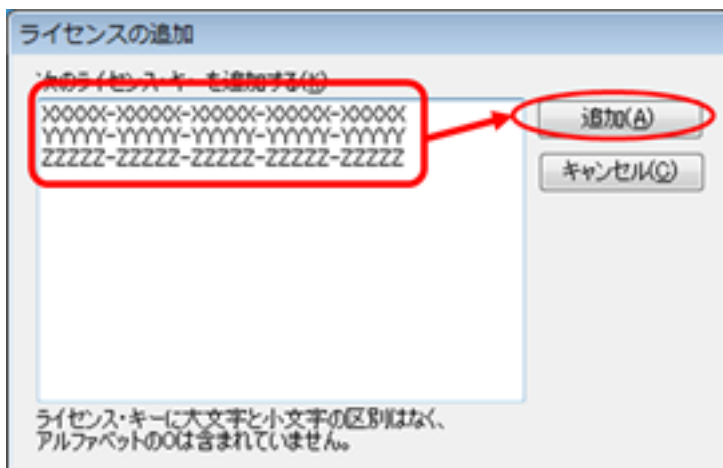 ライセンスの追加
次のライセンス・キーを追加する(K)
XXXXX-XXXXX-XXXXX-XXXXX-XXXXX
YYYYY-YYYYY-YYYYY-YYYYY-YYYYY
ZZZZZ-ZZZZZ-ZZZZZ-ZZZZZ-ZZZZZ
追加(A)
キャンセル(C)
ライセンス・キーに大文字と小文字の区別はなく、
アルファベットのOは含まれていません。